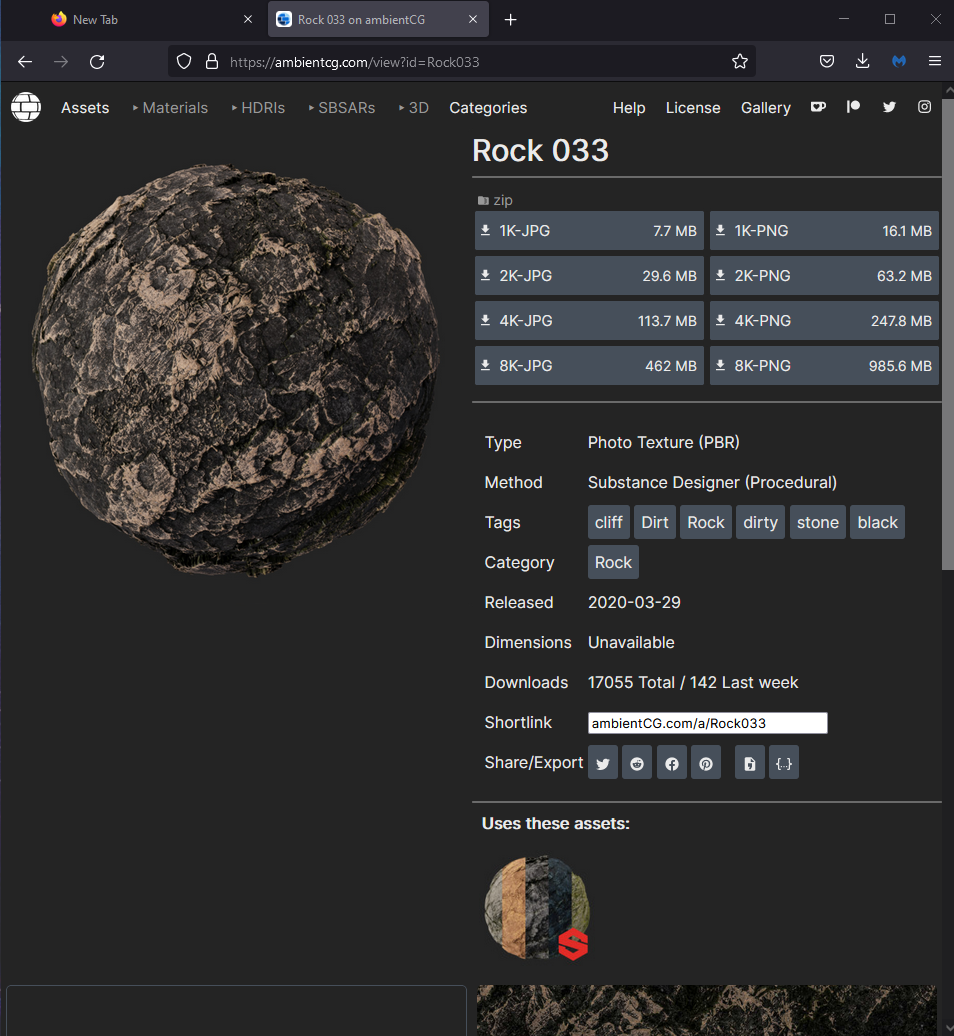 New Tab
Rock 033 on ambientCG
https://ambientcg.com/view?id=Rock033
Assets
Materials
HDRIs
SBSARs
3D
Categories
Help
License
Gallery
Rock 033
zip
1K-JPG 7.7 MB
1K-PNG 16.1 MB
2K-JPG 29.6 MB
2K-PNG 63.2 MB
4K-JPG 113.7 MB
4K-PNG 247.8 MB
8K-JPG 462 MB
8K-PNG 985.6 MB
Type Photo Texture (PBR)
Method Substance Designer (Procedural)
Tags cliff Dirt Rock dirty stone black
Category Rock
Released 2020-03-29
Dimensions Unavailable
Downloads 17055 Total / 142 Last week
Shortlink ambientCG.com/a/Rock033
Share/Export {..}
Uses these assets: